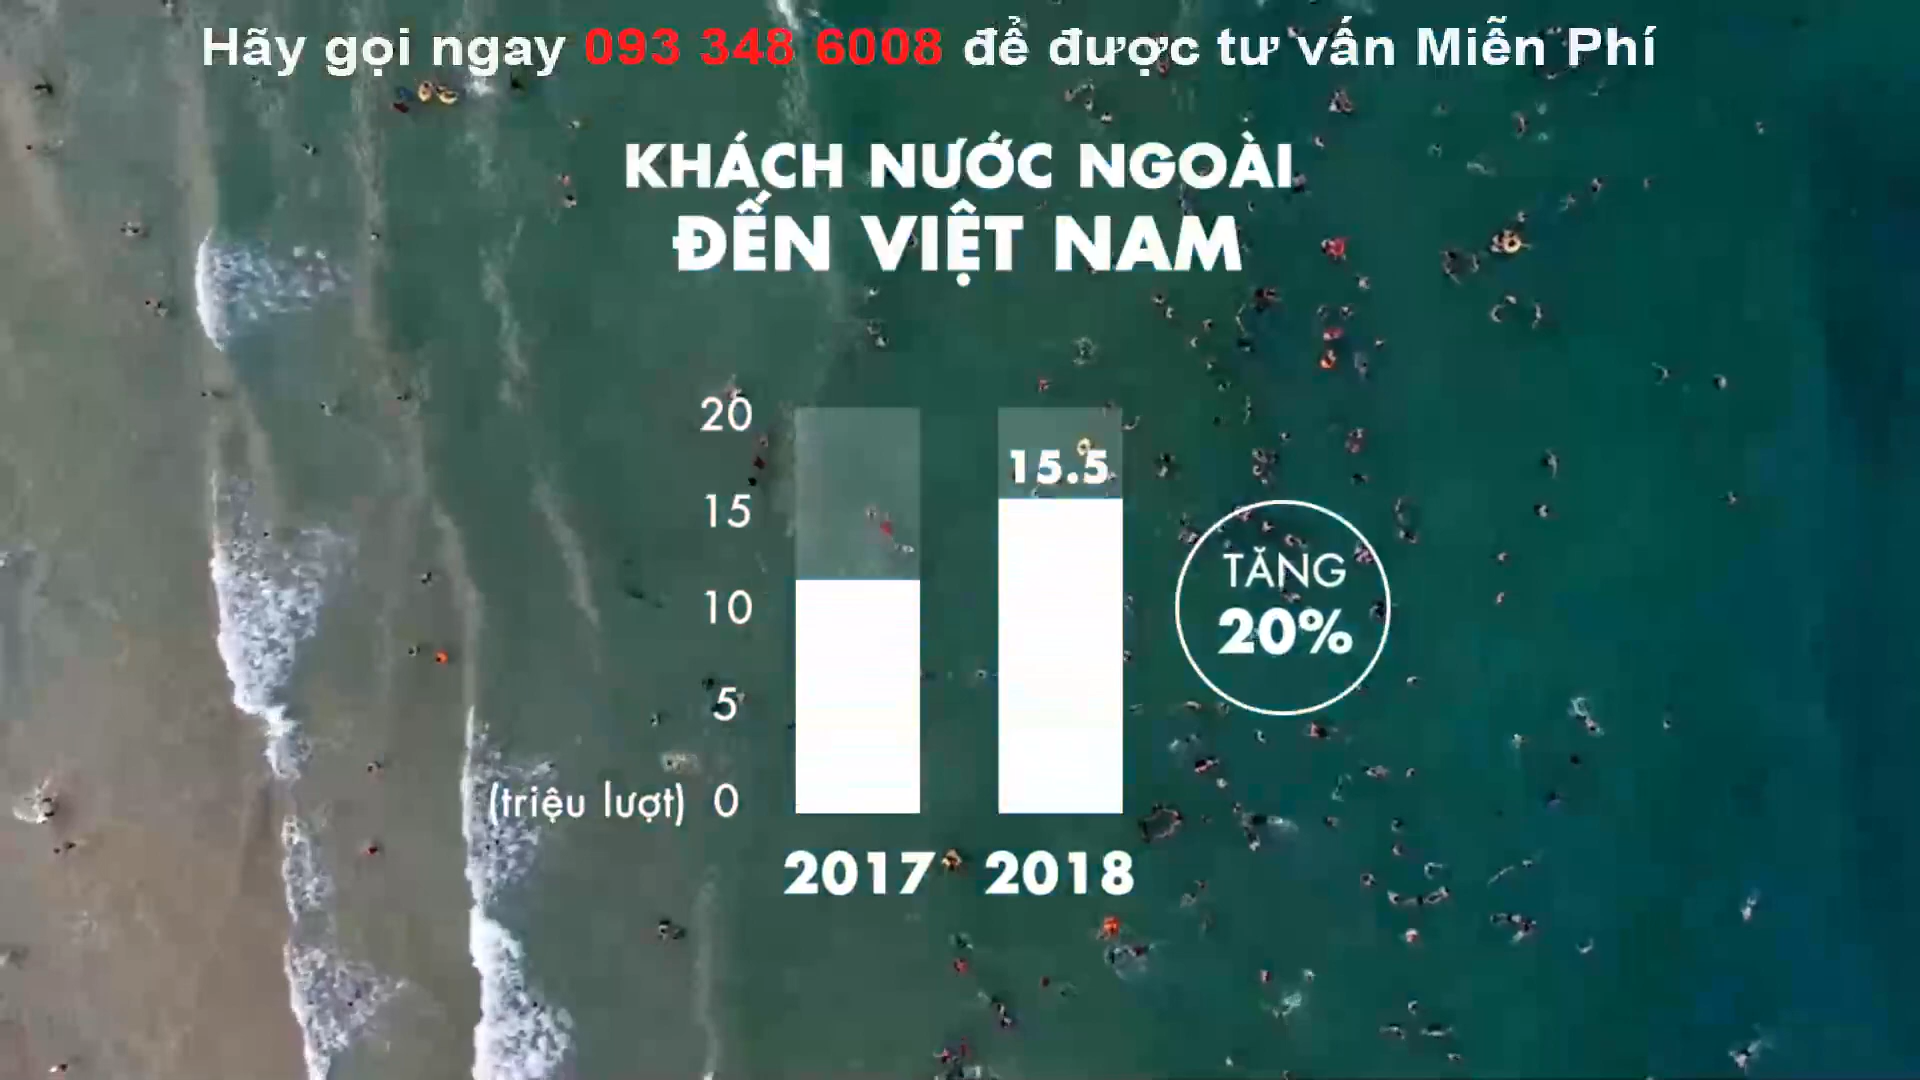 Hãy gọi ngay 093 348 6008 để được tư vấn Miễn Phí
KHÁCH NƯỚC NGOÀI
ĐẾN VIỆT NAM
20
15
10
5
(triệu lượt) 0
15.5
TĂNG
20%
2017 2018